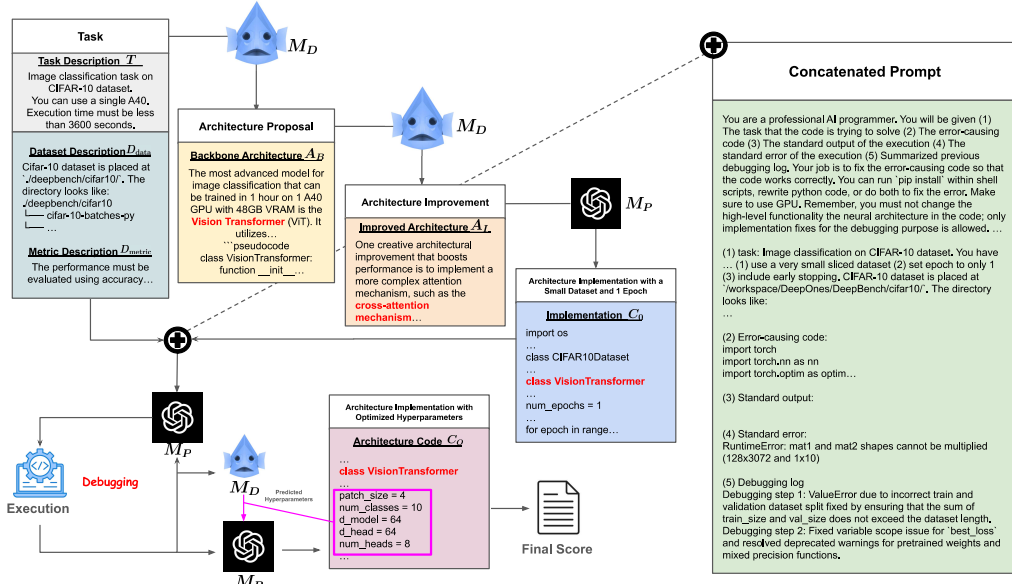 Task
Task Description T
Image classification task on
CIFAR-10 dataset.
You can use a single A40.
Execution time must be less
than 3600 seconds.
Dataset Description D_data
Cifar-10 dataset is placed at
`./deepbench/cifar10/`. The
directory looks like:
./deepbench/cifar10
└── cifar-10-batches-py
└── ...
Metric Description D_metric
The performance must be
evaluated using accuracy…
M_D
Architecture Proposal
Backbone Architecture A_B
The most advanced model for
image classification that can
be trained in 1 hour on 1 A40
GPU with 48GB VRAM is the
Vision Transformer (ViT). It
utilizes…
```pseudocode
class VisionTransformer:
function __init__…
M_D
Architecture Improvement
Improved Architecture A_I
One creative architectural
improvement that boosts
performance is to implement a
more complex attention
mechanism, such as the
cross-attention
mechanism…
M_P
Architecture Implementation with a
Small Dataset and 1 Epoch
Implementation C_0
import os
…
class CIFAR10Dataset
…
class VisionTransformer
…
num_epochs = 1
…
for epoch in range…
M_P
Debugging
Execution
M_D
Predicted
Hyperparameters
M_P
Architecture Implementation with
Optimized Hyperparameters
Architecture Code C_O
…
class VisionTransformer
…
patch_size = 4
num_classes = 10
d_model = 64
d_head = 64
num_heads = 8
…
Final Score
Concatenated Prompt
You are a professional AI programmer. You will be given (1)
The task that the code is trying to solve (2) The error-causing
code (3) The standard output of the execution (4) The
standard error of the execution (5) Summarized previous
debugging log. Your job is to fix the error-causing code so that
the code works correctly. You can run `pip install` within shell
scripts, rewrite python code, or do both to fix the error. Make
sure to use GPU. Remember, you must not change the
high-level functionality the neural architecture in the code; only
implementation fixes for the debugging purpose is allowed. …
(1) task: Image classification on CIFAR-10 dataset. You have
… (1) use a very small sliced dataset (2) set epoch to only 1
(3) include early stopping. CIFAR-10 dataset is placed at
`/workspace/DeepOnes/DeepBench/cifar10/`. The directory
looks like:
…
(2) Error-causing code:
import torch
import torch.nn as nn
import torch.optim as optim…
(3) Standard output:
(4) Standard error:
RuntimeError: mat1 and mat2 shapes cannot be multiplied
(128x3072 and 1x10)
(5) Debugging log
Debugging step 1: ValueError due to incorrect train and
validation dataset split fixed by ensuring that the sum of
train_size and val_size does not exceed the dataset length.
Debugging step 2: Fixed variable scope issue for `best_loss`
and resolved deprecated warnings for pretrained weights and
mixed precision functions.